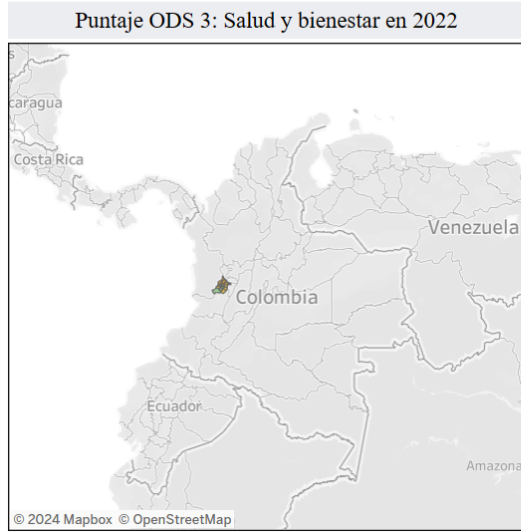 Puntaje ODS 3: Salud y bienestar en 2022
s
caragua
Costa Rica
Venezuela
Colombia
Ecuador
Amazona
© 2024 Mapbox © OpenStreetMap